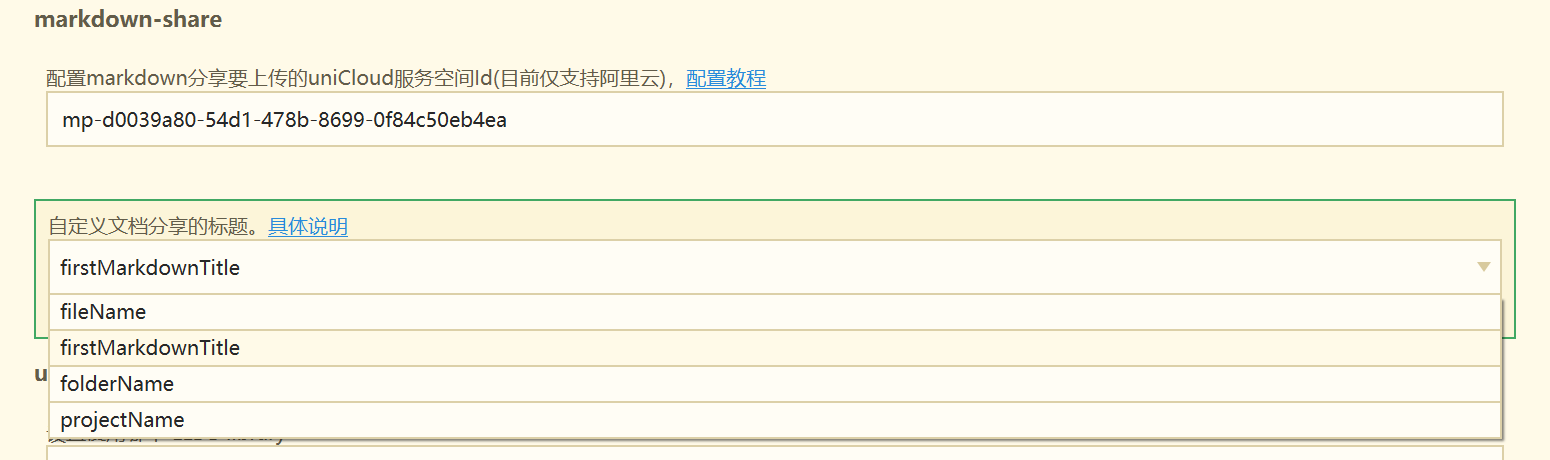 markdown-share
配置markdown分享要上传的uniCloud服务空间Id(目前仅支持阿里云)，配置教程
mp-d0039a80-54d1-478b-8699-0f84c50eb4ea
自定义文档分享的标题。具体说明
firstMarkdownTitle
fileName
firstMarkdownTitle
folderName
projectName